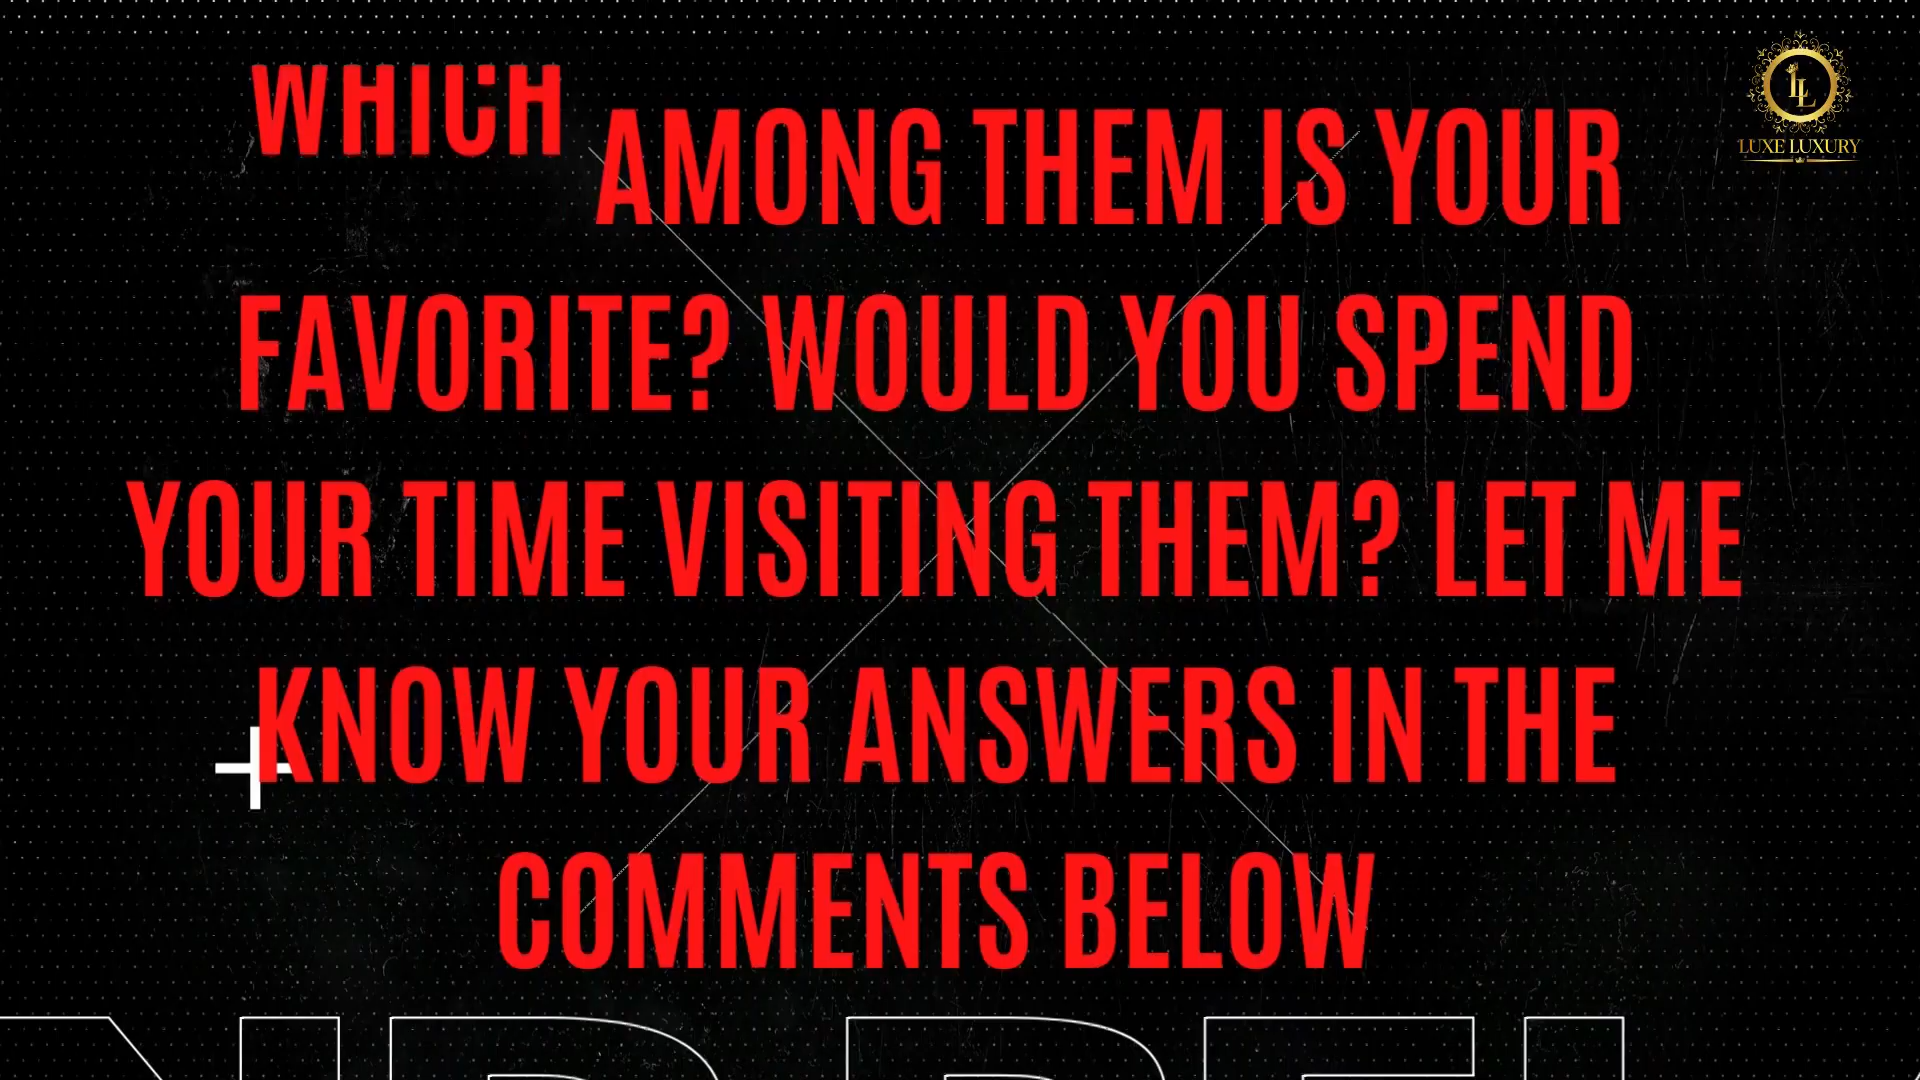 WHICH AMONG THEM IS YOUR
FAVORITE? WOULD YOU SPEND
YOUR TIME VISITING THEM? LET ME
KNOW YOUR ANSWERS IN THE
COMMENTS BELOW
LL
LUXE LUXURY